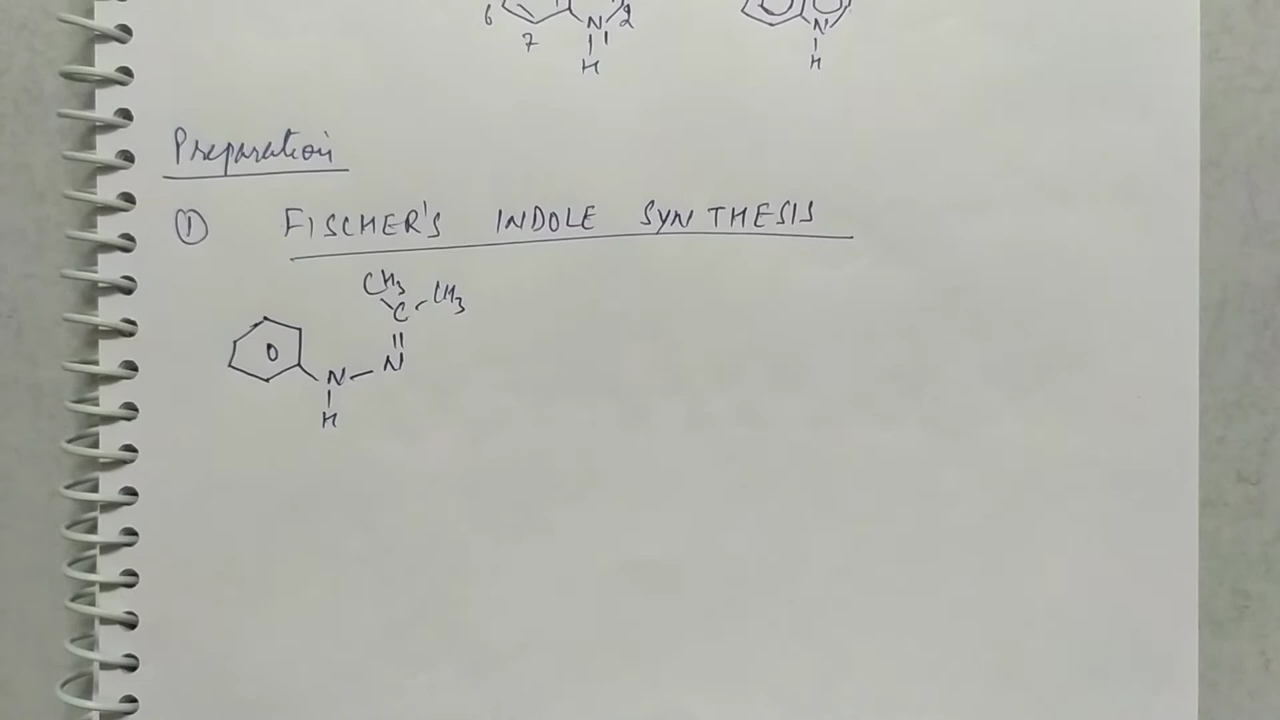 6 7 N 1 2 N
H H
Preparation
① FISCHER'S INDOLE SYNTHESIS
CH3
C CH3
N N
H